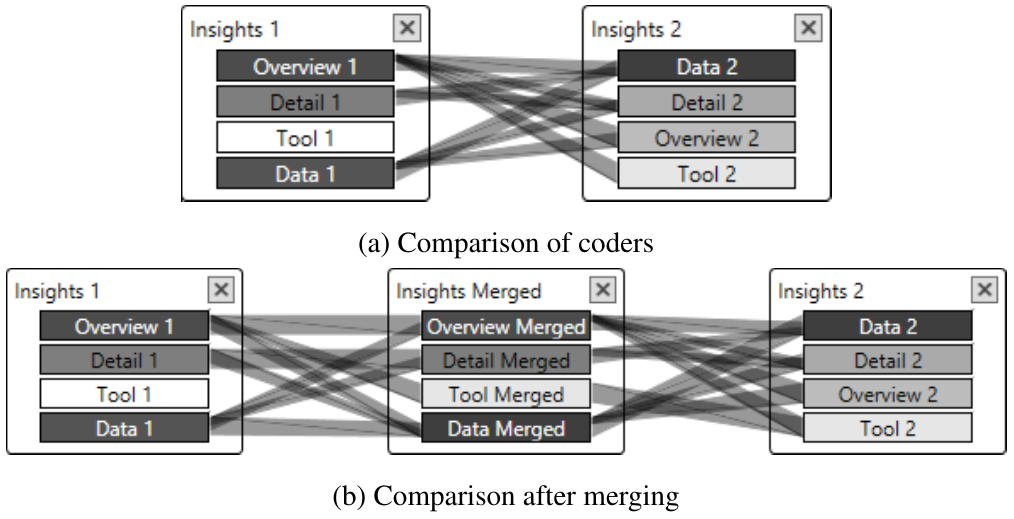 Insights 1
Overview 1
Detail 1
Tool 1
Data 1
Insights 2
Data 2
Detail 2
Overview 2
Tool 2
(a) Comparison of coders
Insights 1
Overview 1
Detail 1
Tool 1
Data 1
Insights Merged
Overview Merged
Detail Merged
Tool Merged
Data Merged
Insights 2
Data 2
Detail 2
Overview 2
Tool 2
(b) Comparison after merging